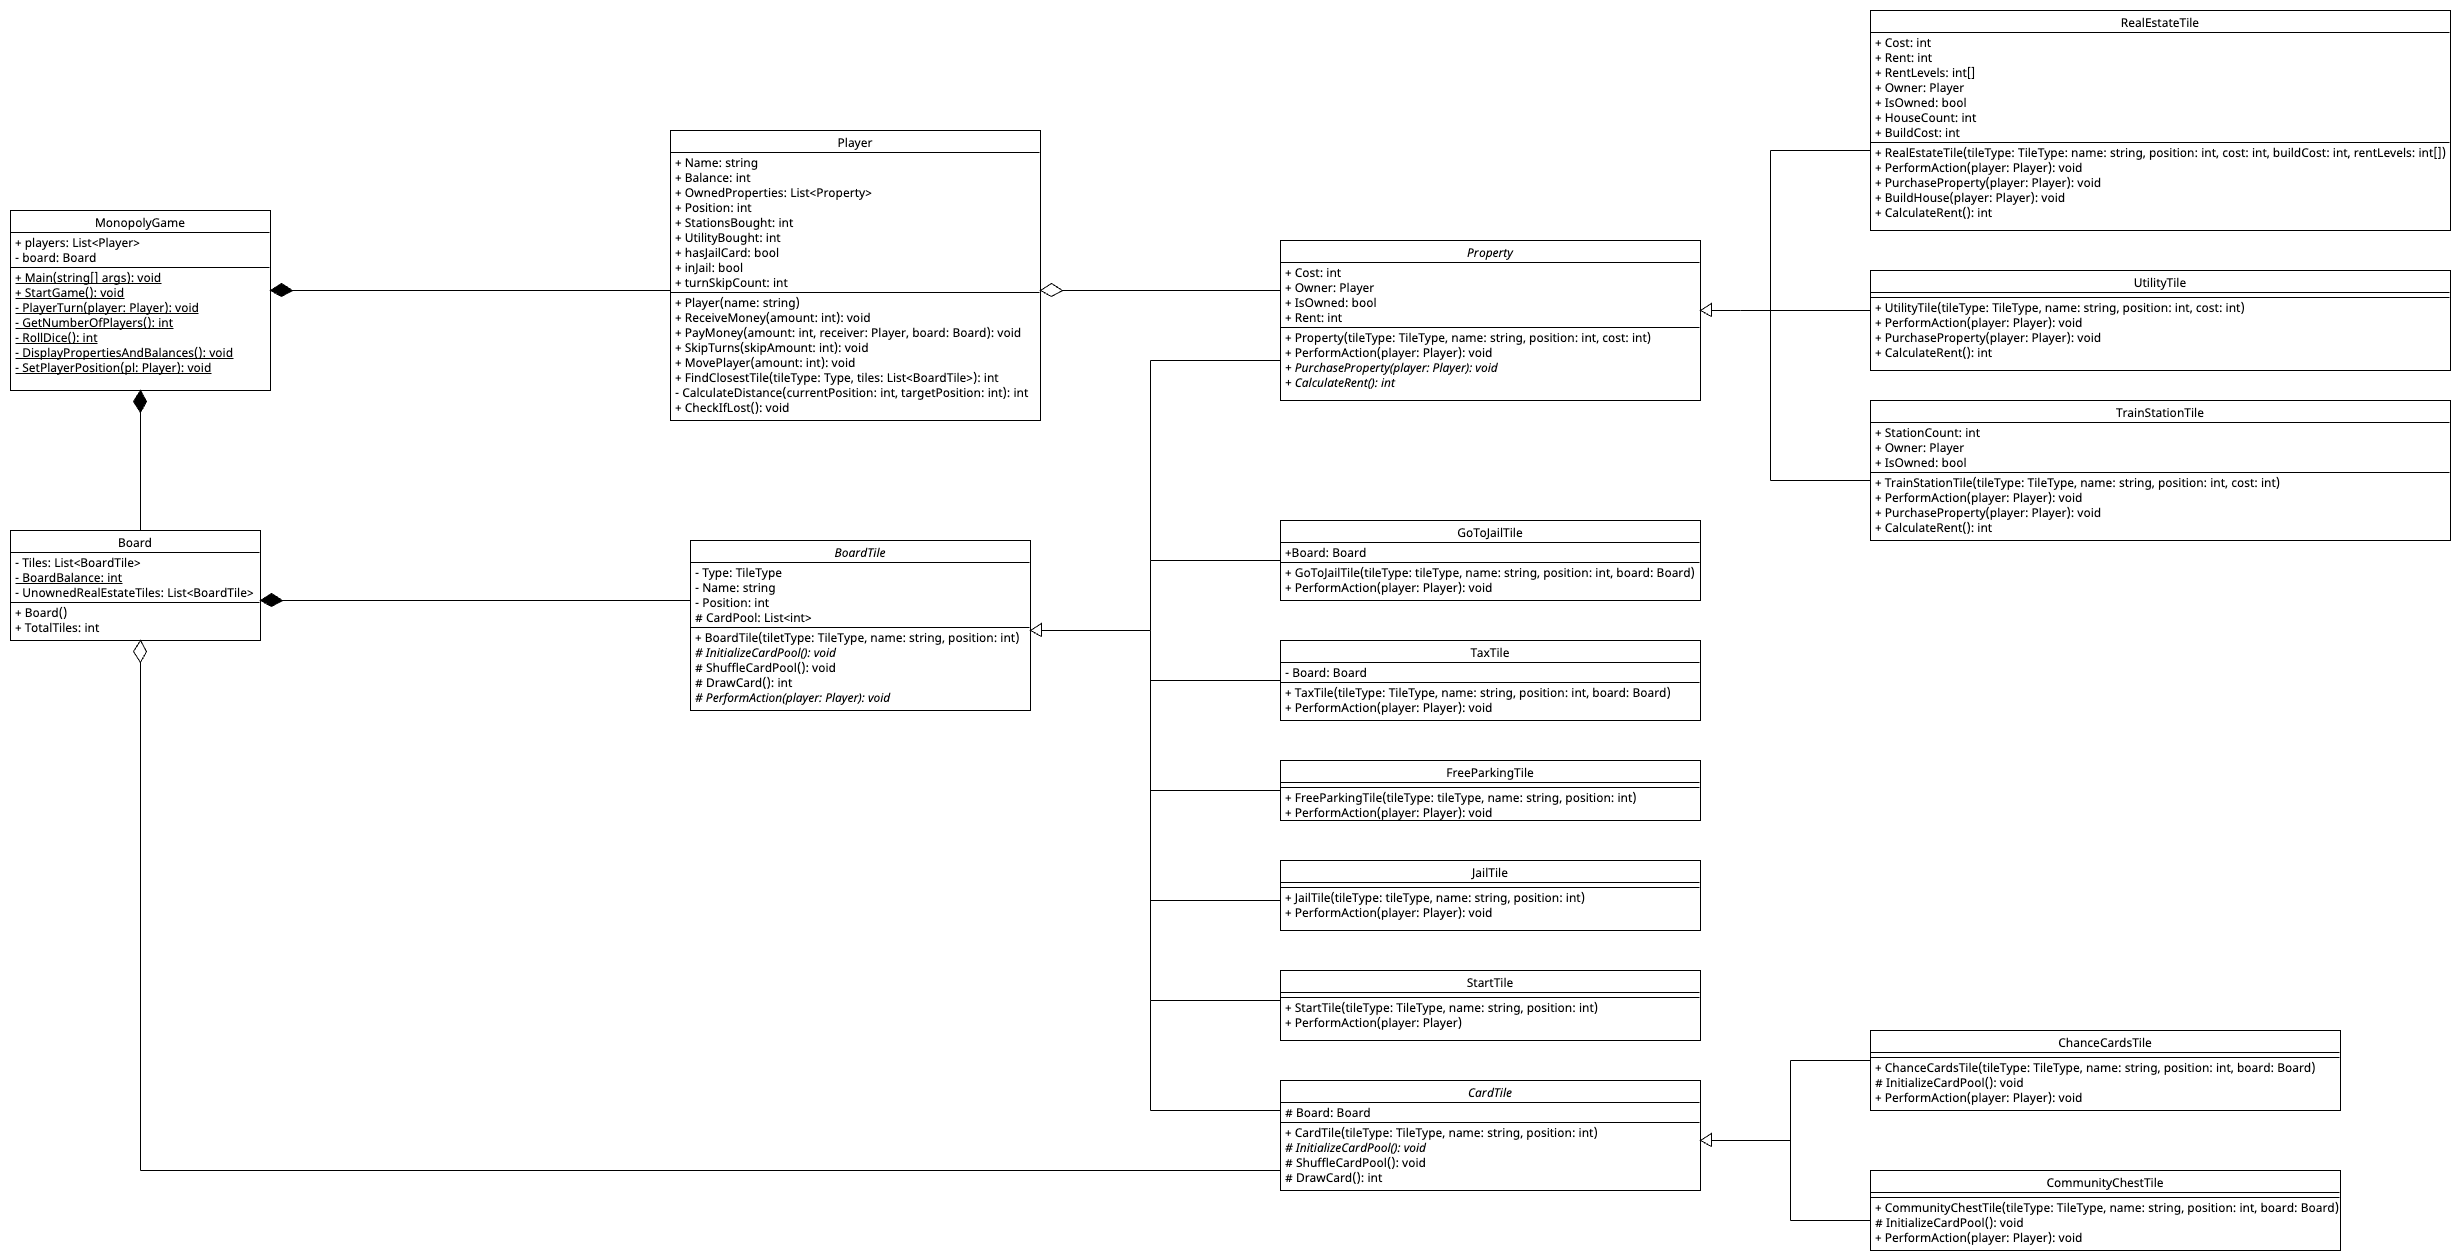 MonopolyGame
+ players: List<Player>
- board: Board
+ Main(string[] args): void
+ StartGame(): void
- PlayerTurn(player: Player): void
- GetNumberOfPlayers(): int
- RollDice(): int
- DisplayPropertiesAndBalances(): void
- SetPlayerPosition(pl: Player): void
Board
- Tiles: List<BoardTile>
- BoardBalance: int
- UnownedRealEstateTiles: List<BoardTile>
+ Board()
+ TotalTiles: int
Player
+ Name: string
+ Balance: int
+ OwnedProperties: List<Property>
+ Position: int
+ StationsBought: int
+ UtilityBought: int
+ hasJailCard: bool
+ inJail: bool
+ turnSkipCount: int
+ Player(name: string)
+ ReceiveMoney(amount: int): void
+ PayMoney(amount: int, receiver: Player, board: Board): void
+ SkipTurns(skipAmount: int): void
+ MovePlayer(amount: int): void
+ FindClosestTile(tileType: Type, tiles: List<BoardTile>): int
- CalculateDistance(currentPosition: int, targetPosition: int): int
+ CheckIfLost(): void
BoardTile
- Type: TileType
- Name: string
- Position: int
# CardPool: List<int>
+ BoardTile(tiletType: TileType, name: string, position: int)
# InitializeCardPool(): void
# ShuffleCardPool(): void
# DrawCard(): int
# PerformAction(player: Player): void
Property
+ Cost: int
+ Owner: Player
+ IsOwned: bool
+ Rent: int
+ Property(tileType: TileType, name: string, position: int, cost: int)
+ PerformAction(player: Player): void
+ PurchaseProperty(player: Player): void
+ CalculateRent(): int
GoToJailTile
+Board: Board
+ GoToJailTile(tileType: tileType, name: string, position: int, board: Board)
+ PerformAction(player: Player): void
TaxTile
- Board: Board
+ TaxTile(tileType: TileType, name: string, position: int, board: Board)
+ PerformAction(player: Player): void
FreeParkingTile
+ FreeParkingTile(tileType: tileType, name: string, position: int)
+ PerformAction(player: Player): void
JailTile
+ JailTile(tileType: tileType, name: string, position: int)
+ PerformAction(player: Player): void
StartTile
+ StartTile(tileType: TileType, name: string, position: int)
+ PerformAction(player: Player)
CardTile
# Board: Board
+ CardTile(tileType: TileType, name: string, position: int)
# InitializeCardPool(): void
# ShuffleCardPool(): void
# DrawCard(): int
RealEstateTile
+ Cost: int
+ Rent: int
+ RentLevels: int[]
+ Owner: Player
+ IsOwned: bool
+ HouseCount: int
+ BuildCost: int
+ RealEstateTile(tileType: TileType: name: string, position: int, cost: int, buildCost: int, rentLevels: int[])
+ PerformAction(player: Player): void
+ PurchaseProperty(player: Player): void
+ BuildHouse(player: Player): void
+ CalculateRent(): int
UtilityTile
+ UtilityTile(tileType: TileType, name: string, position: int, cost: int)
+ PerformAction(player: Player): void
+ PurchaseProperty(player: Player): void
+ CalculateRent(): int
TrainStationTile
+ StationCount: int
+ Owner: Player
+ IsOwned: bool
+ TrainStationTile(tileType: TileType, name: string, position: int, cost: int)
+ PerformAction(player: Player): void
+ PurchaseProperty(player: Player): void
+ CalculateRent(): int
ChanceCardsTile
+ ChanceCardsTile(tileType: TileType, name: string, position: int, board: Board)
# InitializeCardPool(): void
+ PerformAction(player: Player): void
CommunityChestTile
+ CommunityChestTile(tileType: TileType, name: string, position: int, board: Board)
# InitializeCardPool(): void
+ PerformAction(player: Player): void